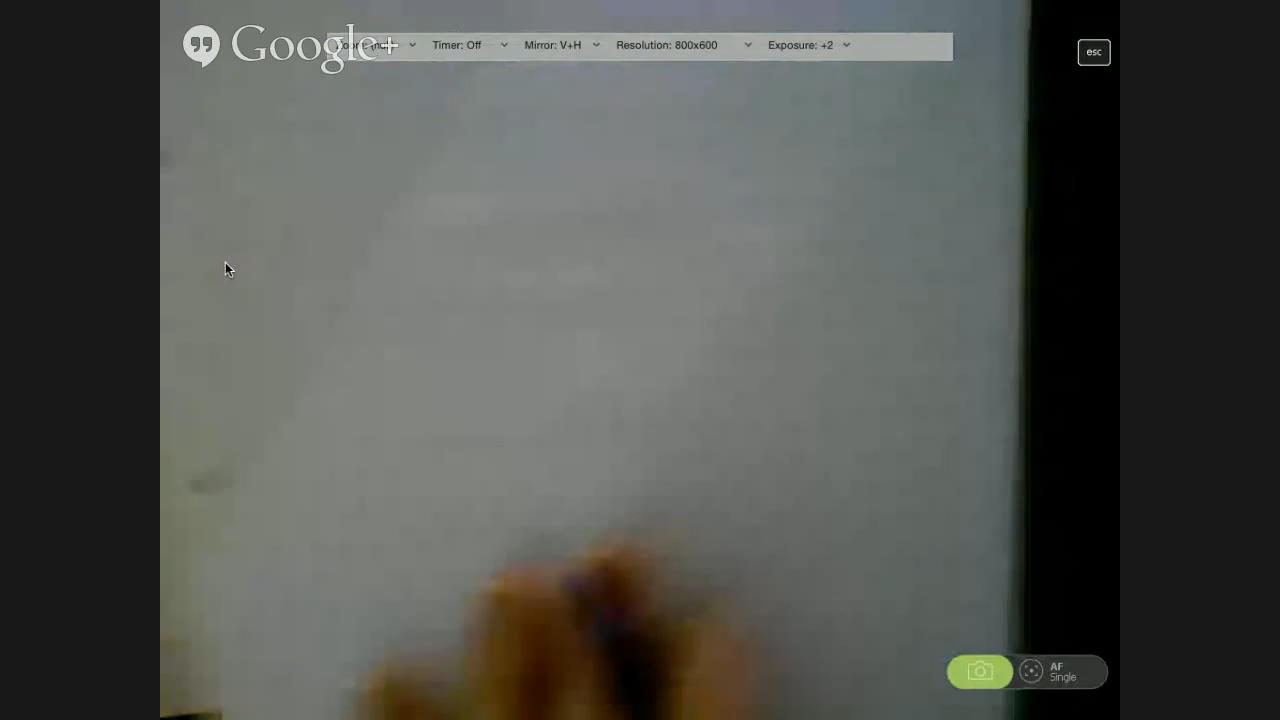 Google+
Timer: Off
Mirror: V+H
Resolution: 800x600
Exposure: +2
esc
AF
Single